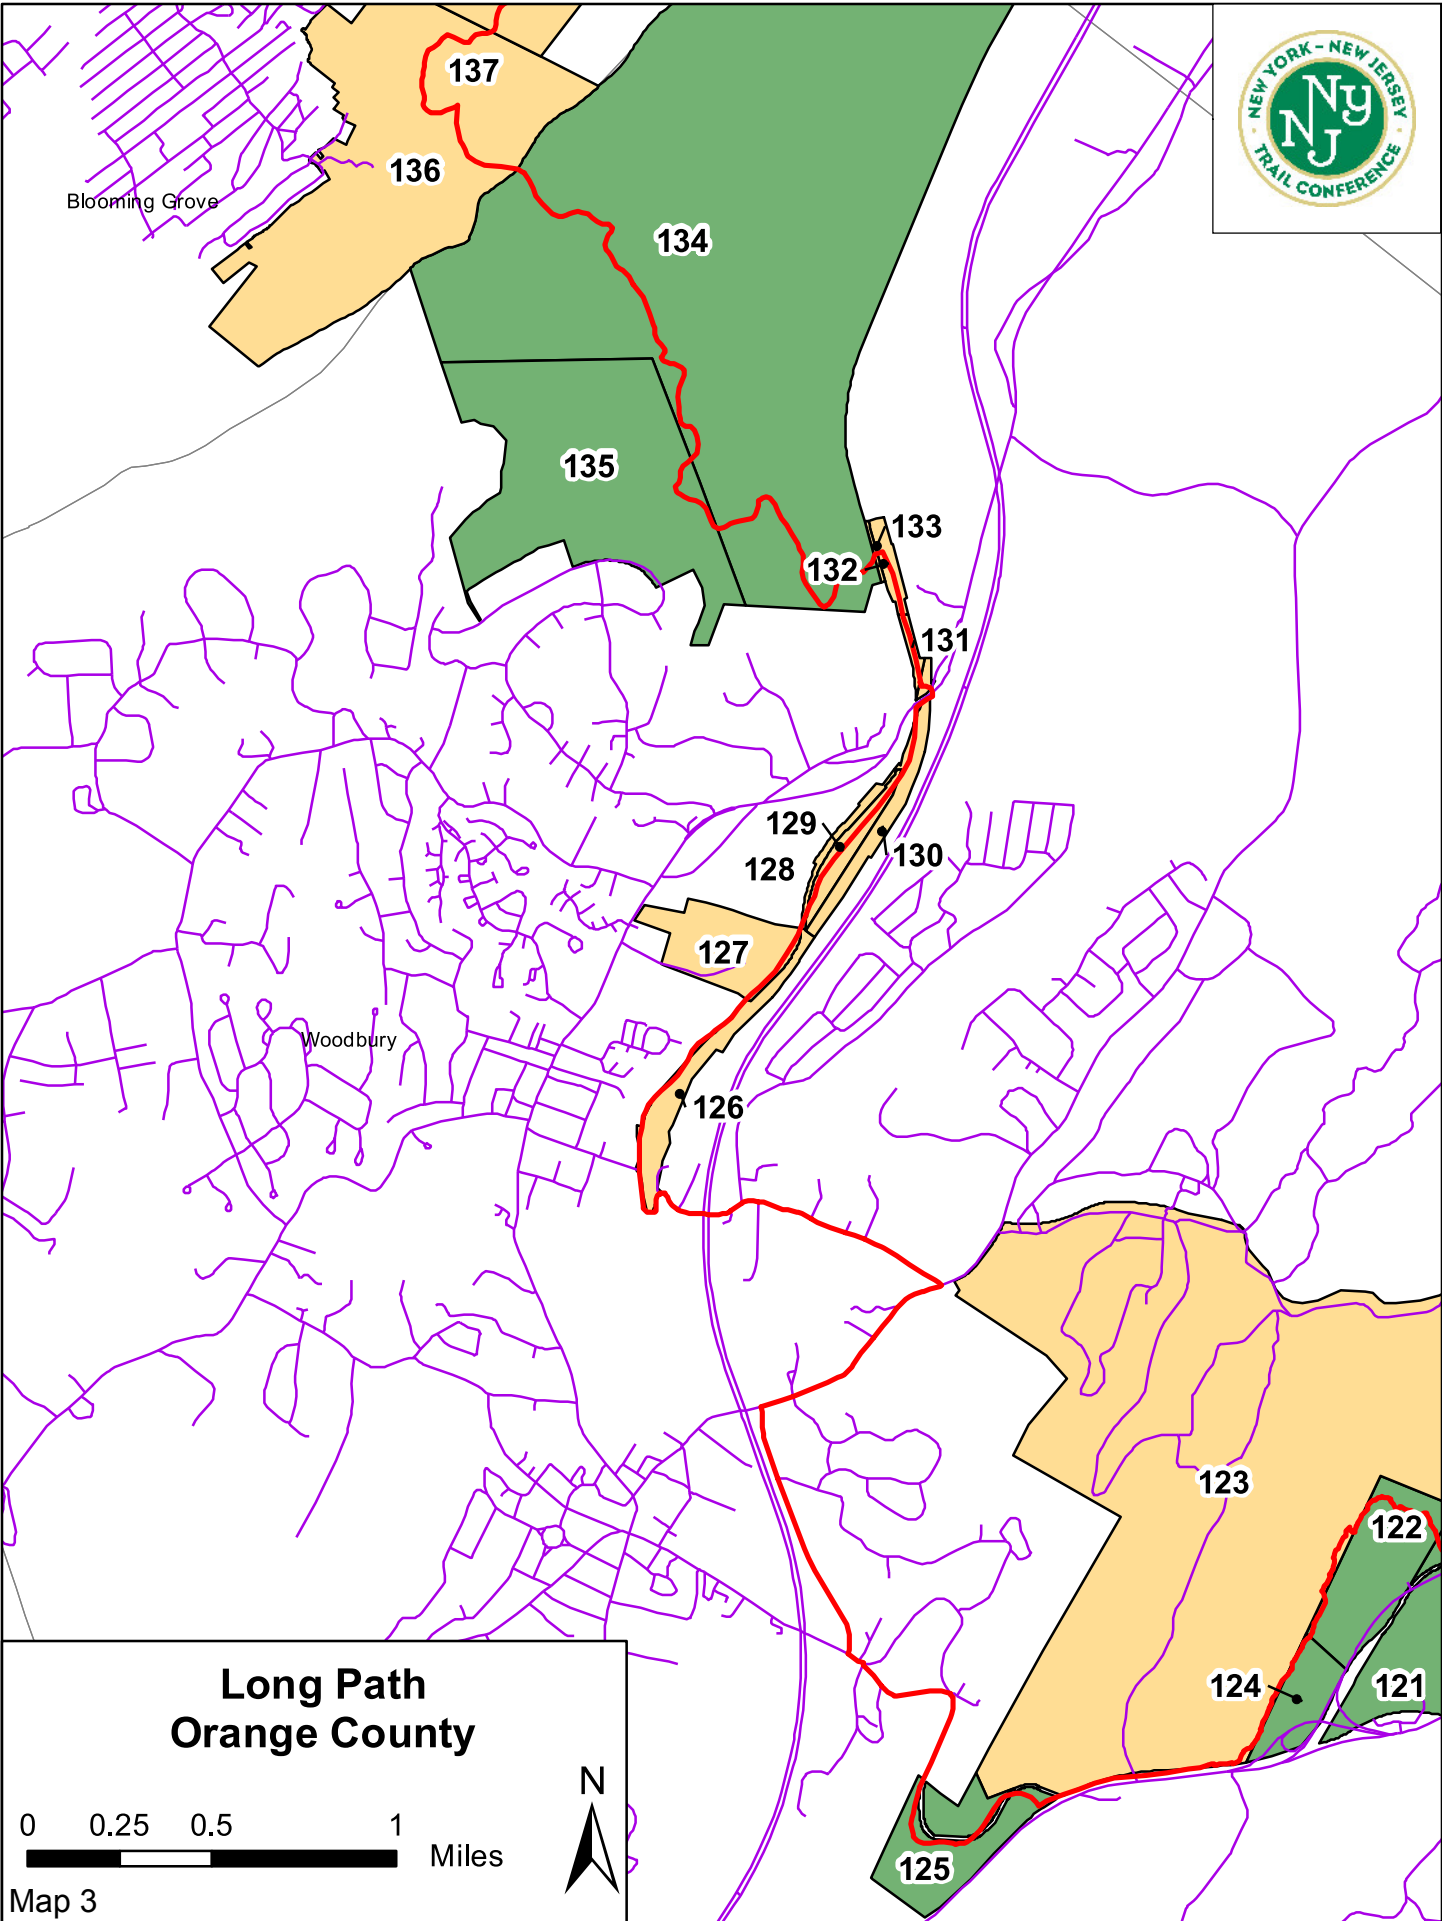 NEW YORK - NEW JERSEY
NY
NJ
TRAIL CONFERENCE
137
136
Blooming Grove
134
135
133
132
131
129
128
130
127
Woodbury
126
123
122
124
121
125
Long Path
Orange County
N
0 0.25 0.5 1
Miles
Map 3